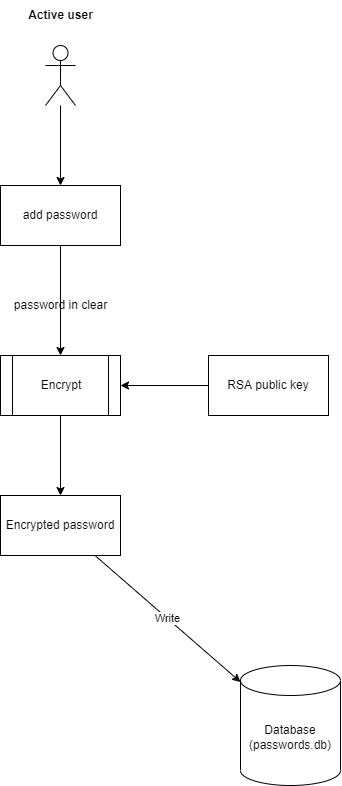 Active user
add password
password in clear
Encrypt
RSA public key
Encrypted password
Write
Database
(passwords.db)